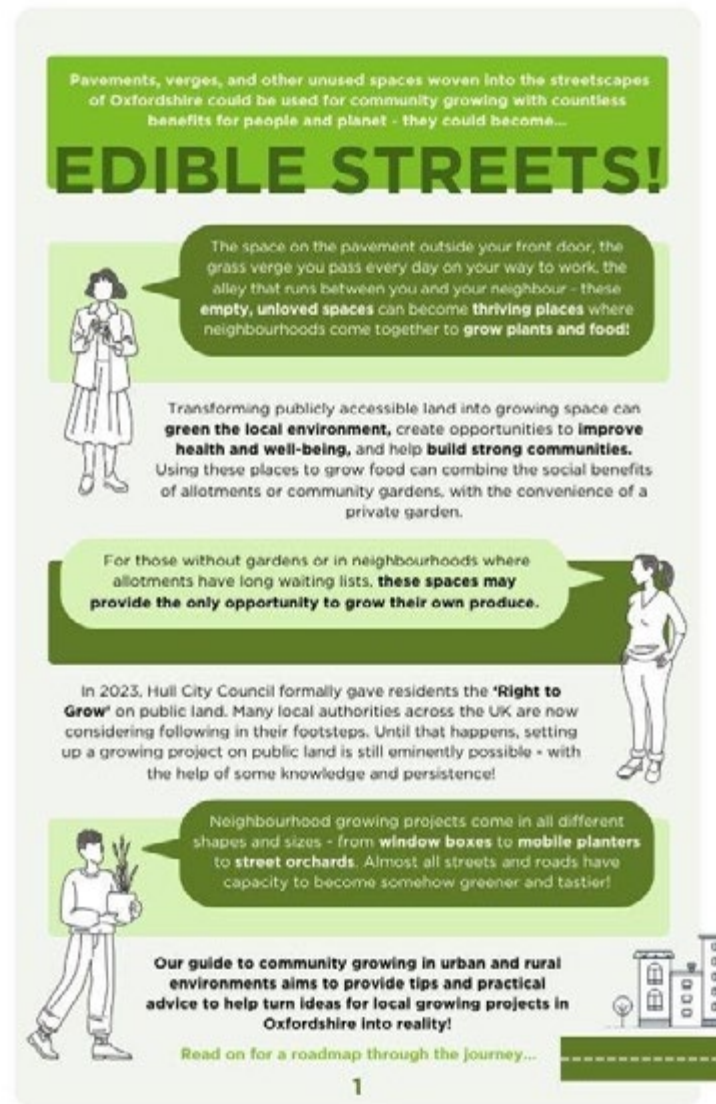 Pavements, verges, and other unused spaces woven into the streetscapes
of Oxfordshire could be used for community growing with countless
benefits for people and planet - they could become...
EDIBLE STREETS!
The space on the pavement outside your front door, the
grass verge you pass every day on your way to work, the
alley that runs between you and your neighbour - these
empty, unloved spaces can become thriving places where
neighbourhoods come together to grow plants and food!
Transforming publicly accessible land into growing space can
green the local environment, create opportunities to improve
health and well-being, and help build strong communities.
Using these places to grow food can combine the social benefits
of allotments or community gardens, with the convenience of a
private garden.
For those without gardens or in neighbourhoods where
allotments have long waiting lists, these spaces may
provide the only opportunity to grow their own produce.
In 2023, Hull City Council formally gave residents the 'Right to
Grow' on public land. Many local authorities across the UK are now
considering following in their footsteps. Until that happens, setting
up a growing project on public land is still eminently possible - with
the help of some knowledge and persistence!
Neighbourhood growing projects come in all different
shapes and sizes - from window boxes to mobile planters
to street orchards. Almost all streets and roads have
capacity to become somehow greener and tastier!
Our guide to community growing in urban and rural
environments aims to provide tips and practical
advice to help turn ideas for local growing projects in
Oxfordshire into reality!
Read on for a roadmap through the journey...
1